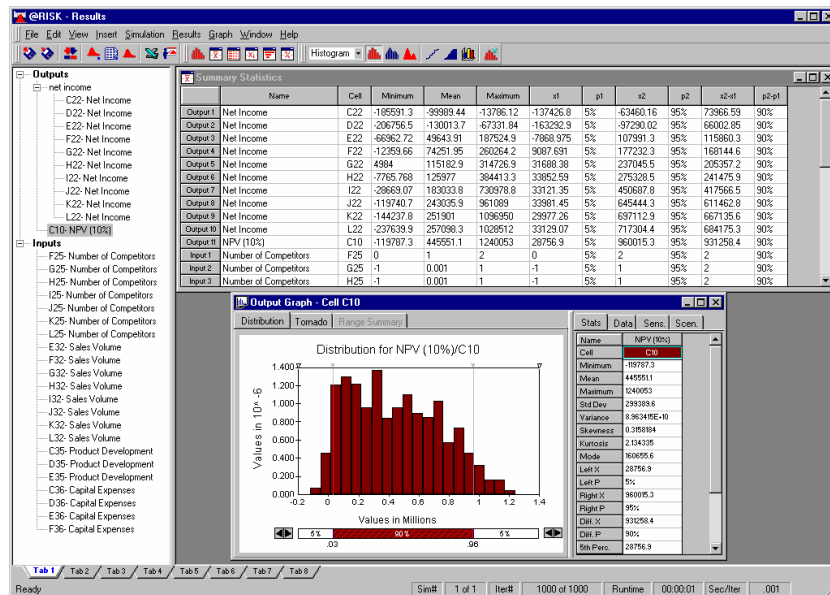 @RISK - Results
File Edit View Insert Simulation Results Graph Window Help
Histogram
Outputs
net income
C22- Net Income
D22- Net Income
E22- Net Income
F22- Net Income
G22- Net Income
H22- Net Income
I22- Net Income
J22- Net Income
K22- Net Income
L22- Net Income
C10- NPV (10%)
Inputs
F25- Number of Competitors
G25- Number of Competitors
H25- Number of Competitors
I25- Number of Competitors
J25- Number of Competitors
K25- Number of Competitors
L25- Number of Competitors
E32- Sales Volume
F32- Sales Volume
G32- Sales Volume
H32- Sales Volume
I32- Sales Volume
J32- Sales Volume
K32- Sales Volume
L32- Sales Volume
C35- Product Development
D35- Product Development
E35- Product Development
C36- Capital Expenses
D36- Capital Expenses
E36- Capital Expenses
F36- Capital Expenses
Summary Statistics
Name Cell Minimum Mean Maximum x1 p1 x2 p2 x2-x1 p2-p1
Output 1 Net Income C22 -185591.3 -99989.44 -13786.12 -137426.8 5% -63460.16 95% 73966.59 90%
Output 2 Net Income D22 -206756.5 -130013.7 -67331.84 -163292.9 5% -97290.02 95% 66002.85 90%
Output 3 Net Income E22 -66962.72 49643.91 187524.9 -7868.975 5% 107991.3 95% 115860.3 90%
Output 4 Net Income F22 -12359.66 74251.95 260264.2 9087.691 5% 177232.3 95% 168144.6 90%
Output 5 Net Income G22 4984 115182.9 314726.9 31688.38 5% 237045.5 95% 205357.2 90%
Output 6 Net Income H22 -7765.768 125977 384413.3 33852.59 5% 275328.5 95% 241475.9 90%
Output 7 Net Income I22 -28669.07 183033.8 730978.8 33121.35 5% 450687.8 95% 417566.5 90%
Output 8 Net Income J22 -119740.7 243035.9 961089 33981.45 5% 645444.3 95% 611462.8 90%
Output 9 Net Income K22 -144237.8 251901 1096950 29977.26 5% 697112.9 95% 667135.6 90%
Output 10 Net Income L22 -237639.9 257098.3 1028512 33129.07 5% 717304.4 95% 684175.3 90%
Output 11 NPV (10%) C10 -119787.3 445551.1 1240053 28756.9 5% 960015.3 95% 931258.4 90%
Input 1 Number of Competitors F25 0 1 2 0 5% 2 95% 2 90%
Input 2 Number of Competitors G25 -1 0.001 1 -1 5% 1 95% 2 90%
Input 3 Number of Competitors H25 -1 0.001 1 -1 5% 1 95% 2 90%
Output Graph - Cell C10
Distribution Tornado Range Summary
Distribution for NPV (10%)/C10
Values in 10^ -6
1.400
1.200
1.000
0.800
0.600
0.400
0.200
0.000
-0.2 0 0.2 0.4 0.6 0.8 1 1.2 1.4
Values in Millions
5% 90% 5%
.03 .96
Stats Data Sens. Scen.
Name NPV (10%)
Cell C10
Minimum -119787.3
Mean 445551.1
Maximum 1240053
Std Dev 299389.6
Variance 8.963415E+10
Skewness 0.3158184
Kurtosis 2.134335
Mode 160655.6
Left X 28756.9
Left P 5%
Right X 960015.3
Right P 95%
Diff. X 931258.4
Diff. P 90%
5th Perc. 28756.9
Tab 1 Tab 2 Tab 3 Tab 4 Tab 5 Tab 6 Tab 7 Tab 8
Ready Sim# 1 of 1 Iter# 1000 of 1000 Runtime 00:00:01 Sec/Iter .001